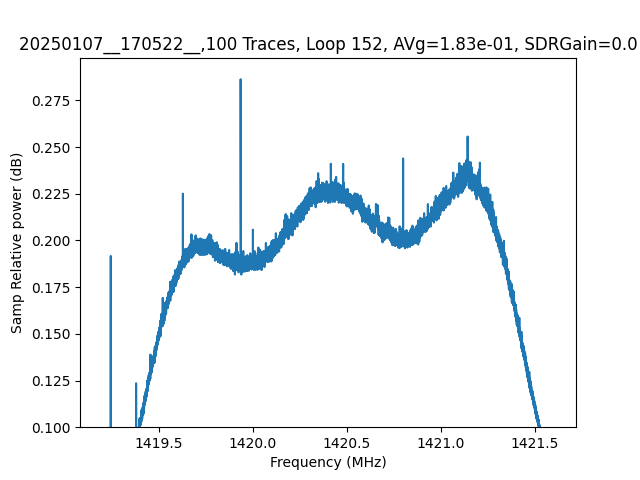 20250107__170522__,100 Traces, Loop 152, AVg=1.83e-01, SDRGain=0.0
0.275
0.250
0.225
0.200
0.175
0.150
0.125
0.100
Samp Relative power (dB)
1419.5 1420.0 1420.5 1421.0 1421.5
Frequency (MHz)